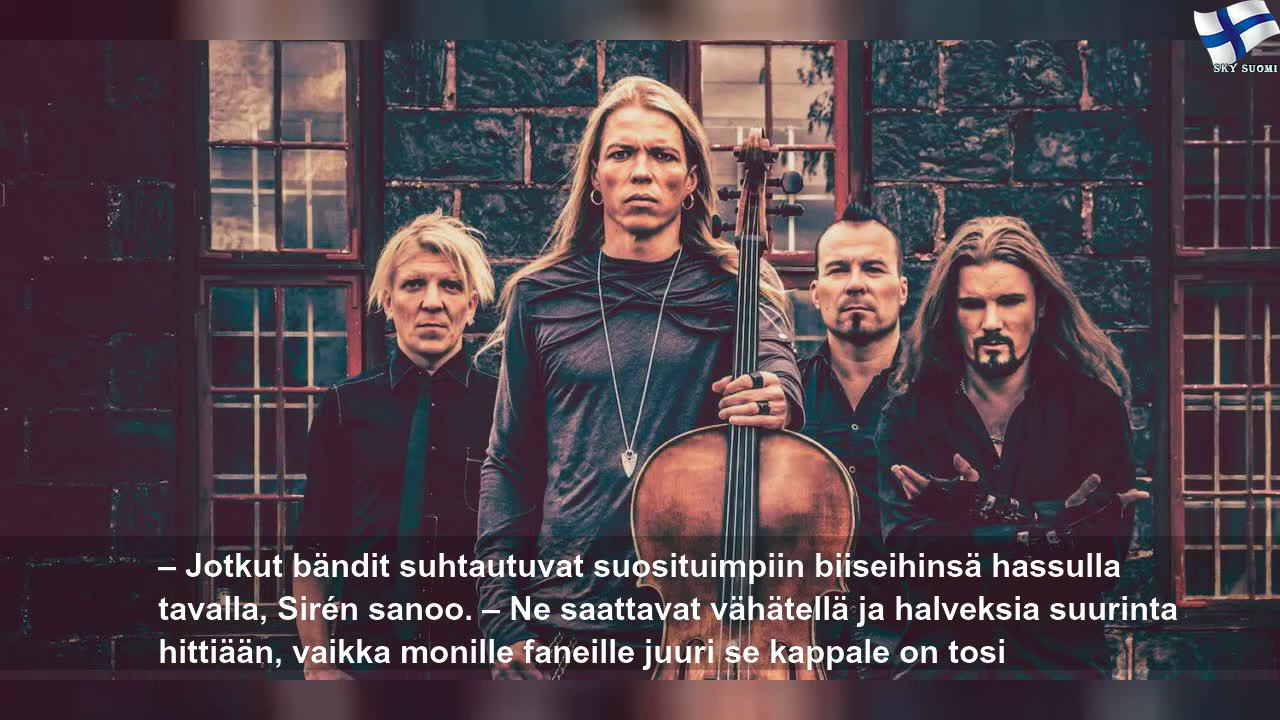 SKY SUOMI
– Jotkut bändit suhtautuvat suosituimpiin biiseihinsä hassulla
tavalla, Sirén sanoo. – Ne saattavat vähätellä ja halveksia suurinta
hittiään, vaikka monille faneille juuri se kappale on tosi